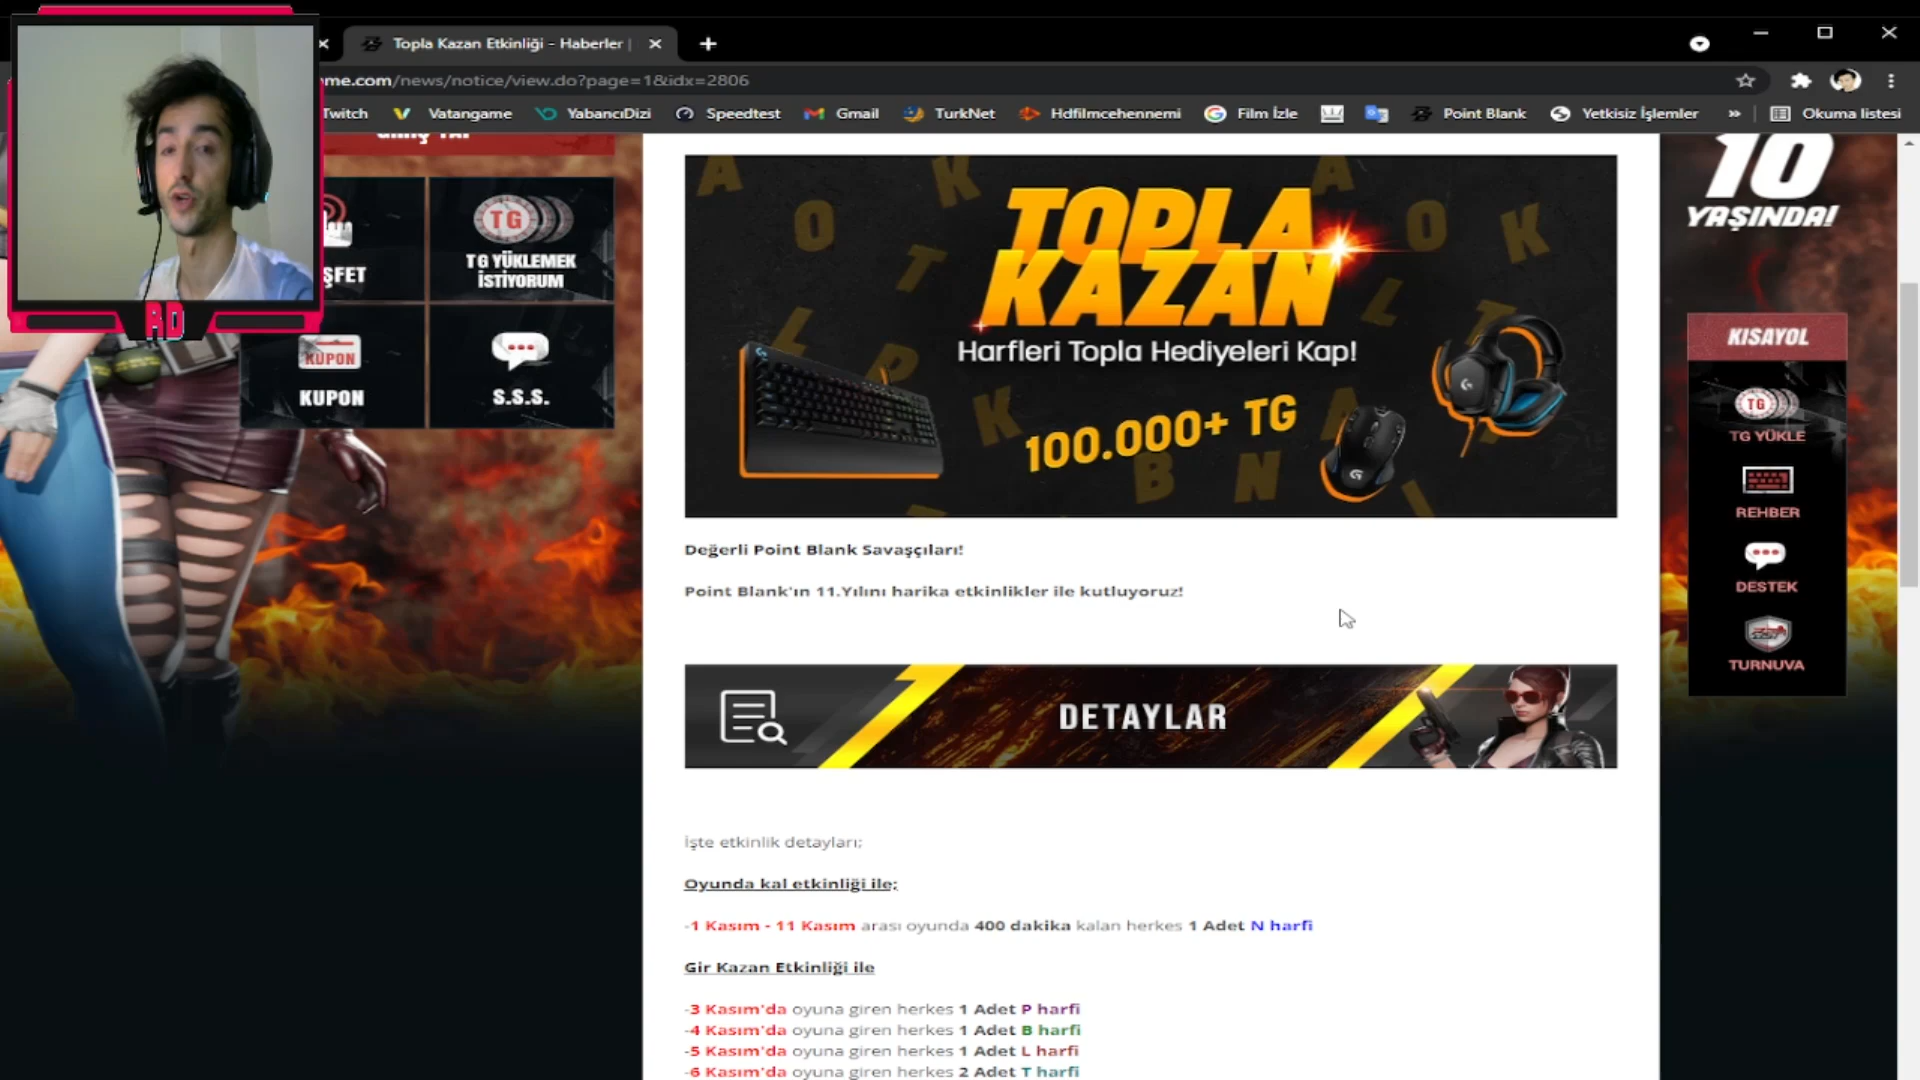 Topla Kazan Etkinliği - Haberler |
me.com/news/notice/view.do?page=1&idx=2806
Twitch
Vatangame
YabancıDizi
Speedtest
Gmail
TurkNet
Hdfilmcehennemi
Film İzle
Point Blank
Yetkisiz İşlemler
»
Okuma listesi
RD
TG
TG YÜKLEMEK
İSTİYORUM
ŞFET
KUPON
KUPON
S.S.S.
TOPLA
KAZAN
Harfleri Topla Hediyeleri Kap!
100.000+ TG
Değerli Point Blank Savaşçıları!
Point Blank'ın 11.Yılını harika etkinlikler ile kutluyoruz!
DETAYLAR
İşte etkinlik detayları;
Oyunda kal etkinliği ile;
-1 Kasım - 11 Kasım arası oyunda 400 dakika kalan herkes 1 Adet N harfi
Gir Kazan Etkinliği ile
-3 Kasım'da oyuna giren herkes 1 Adet P harfi
-4 Kasım'da oyuna giren herkes 1 Adet B harfi
-5 Kasım'da oyuna giren herkes 1 Adet L harfi
-6 Kasım'da oyuna giren herkes 2 Adet T harfi
10
YAŞINDA!
KISAYOL
TG
TG YÜKLE
REHBER
DESTEK
TURNUVA